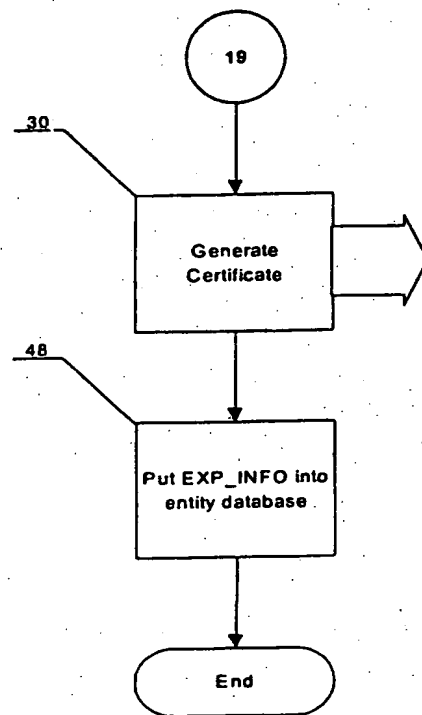 19
30
Generate
Certificate
48
Put EXP_INFO into
entity database
End